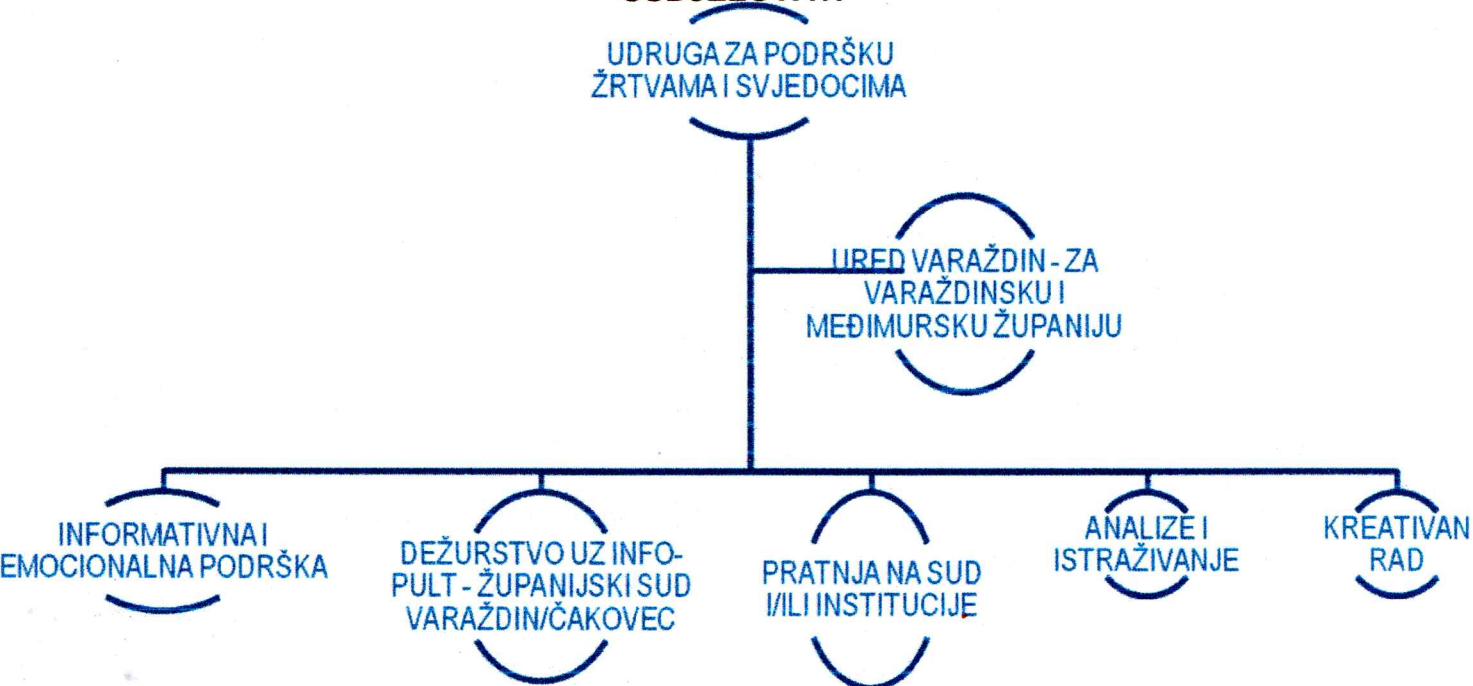 UDRUGA ZA PODRŠKU
ŽRTVAMA I SVJEDOCIMA
URED VARAŽDIN - ZA
VARAŽDINSKU I
MEĐIMURSKU ŽUPANIJU
INFORMATIVNA I
EMOCIONALNA PODRŠKA
DEŽURSTVO UZ INFO-
PULT - ŽUPANIJSKI SUD
VARAŽDIN/ČAKOVEC
PRATNJA NA SUD
I/ILI INSTITUCIJE
ANALIZE I
ISTRAŽIVANJE
KREATIVAN
RAD